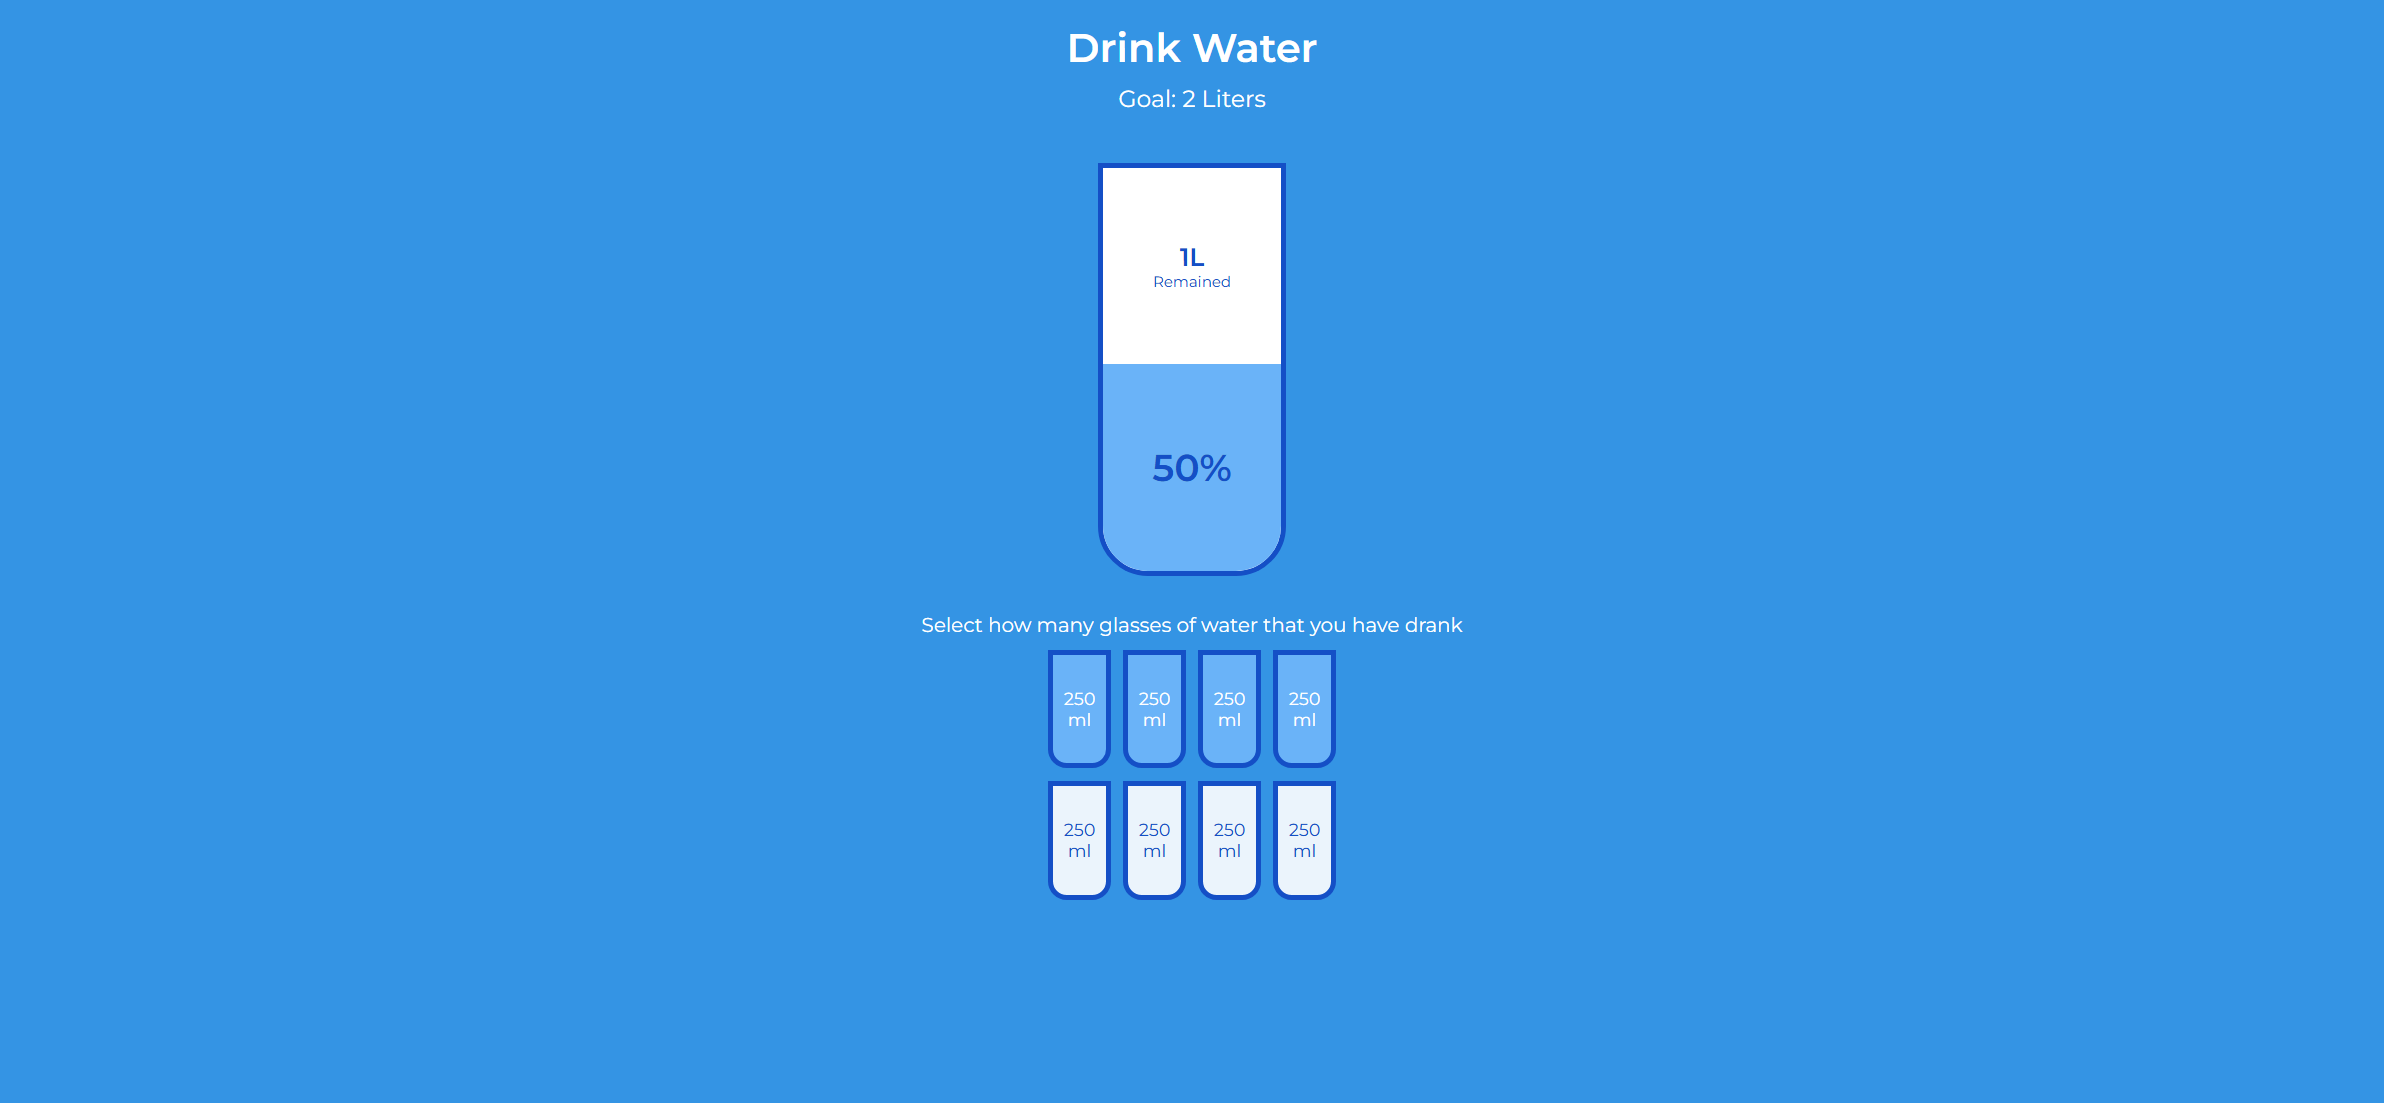 Drink Water
Goal: 2 Liters
1L
Remained
50%
Select how many glasses of water that you have drank
250 250 250 250
ml ml ml ml
250 250 250 250
ml ml ml ml